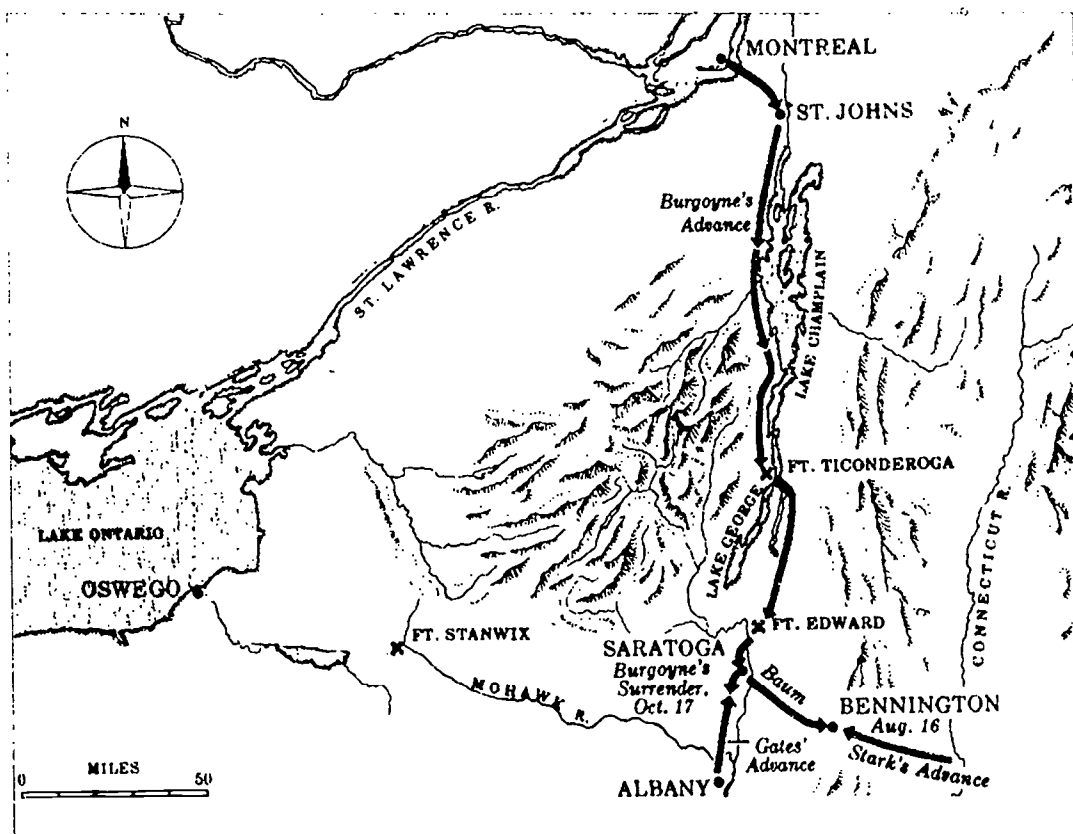 MONTREAL
ST. JOHNS
N
Burgoyne's
Advance
ST. LAWRENCE R.
LAKE CHAMPLAIN
FT. TICONDEROGA
LAKE GEORGE
CONNECTICUT R.
LAKE ONTARIO
OSWEGO
FT. STANWIX
FT. EDWARD
SARATOGA
Burgoyne's
Surrender,
Oct. 17
MOHAWK R.
Baum
BENNINGTON
Aug. 16
Gates'
Advance
Stark's Advance
MILES
0 50
ALBANY